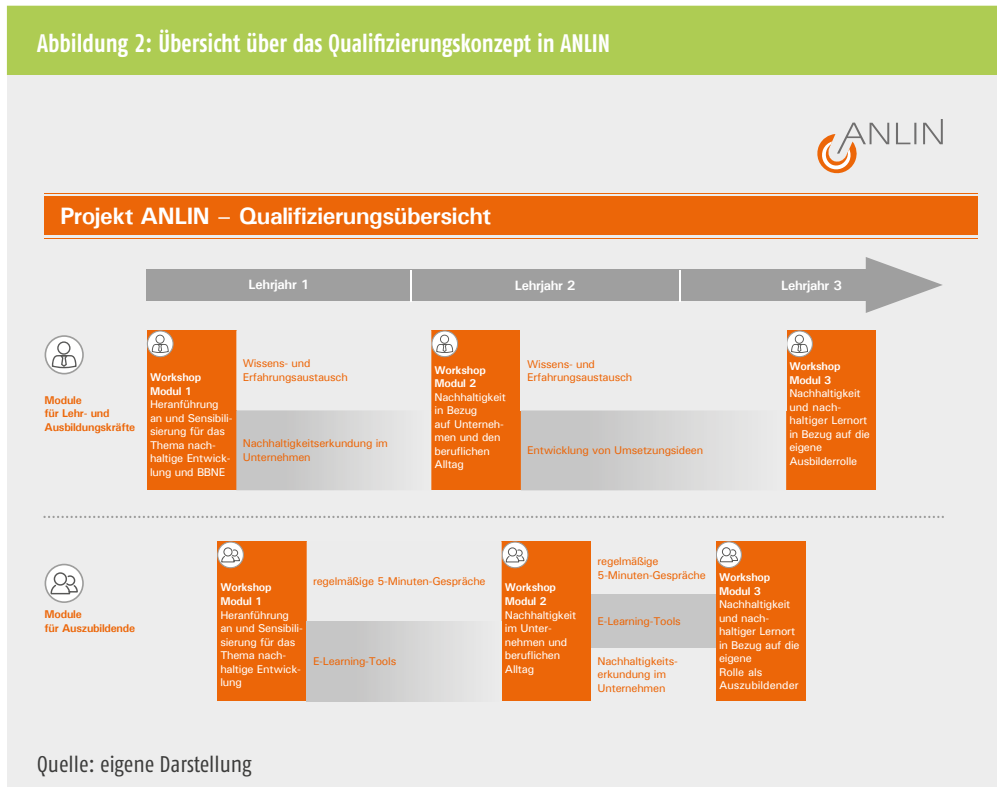 Abbildung 2: Übersicht über das Qualifizierungskonzept in ANLIN
ANLIN
Projekt ANLIN – Qualifizierungsübersicht
Lehrjahr 1
Lehrjahr 2
Lehrjahr 3
Module
für Lehr- und
Ausbildungskräfte
Workshop
Modul 1
Heranführung
an und Sensibili-
sierung für das
Thema nach-
haltige Entwick-
lung und BBNE
Wissens- und
Erfahrungsaustausch
Nachhaltigkeitserkundung im
Unternehmen
Workshop
Modul 2
Nachhaltigkeit
in Bezug
auf Unterneh-
men und den
beruflichen
Alltag
Wissens- und
Erfahrungsaustausch
Entwicklung von Umsetzungsideen
Workshop
Modul 3
Nachhaltigkeit
und nach-
haltiger Lernort
in Bezug auf die
eigene
Ausbilderrolle
Module
für Auszubildende
Workshop
Modul 1
Heranführung
an und Sensibili-
sierung für das
Thema nach-
haltige Entwick-
lung
regelmäßige 5-Minuten-Gespräche
E-Learning-Tools
Workshop
Modul 2
Nachhaltigkeit
im Unter-
nehmen und
beruflichen
Alltag
regelmäßige
5-Minuten-Gespräche
E-Learning-Tools
Nachhaltigkeits-
erkundung im
Unternehmen
Workshop
Modul 3
Nachhaltigkeit
und nach-
haltiger Lernort
in Bezug auf die
eigene
Rolle als
Auszubildender
Quelle: eigene Darstellung